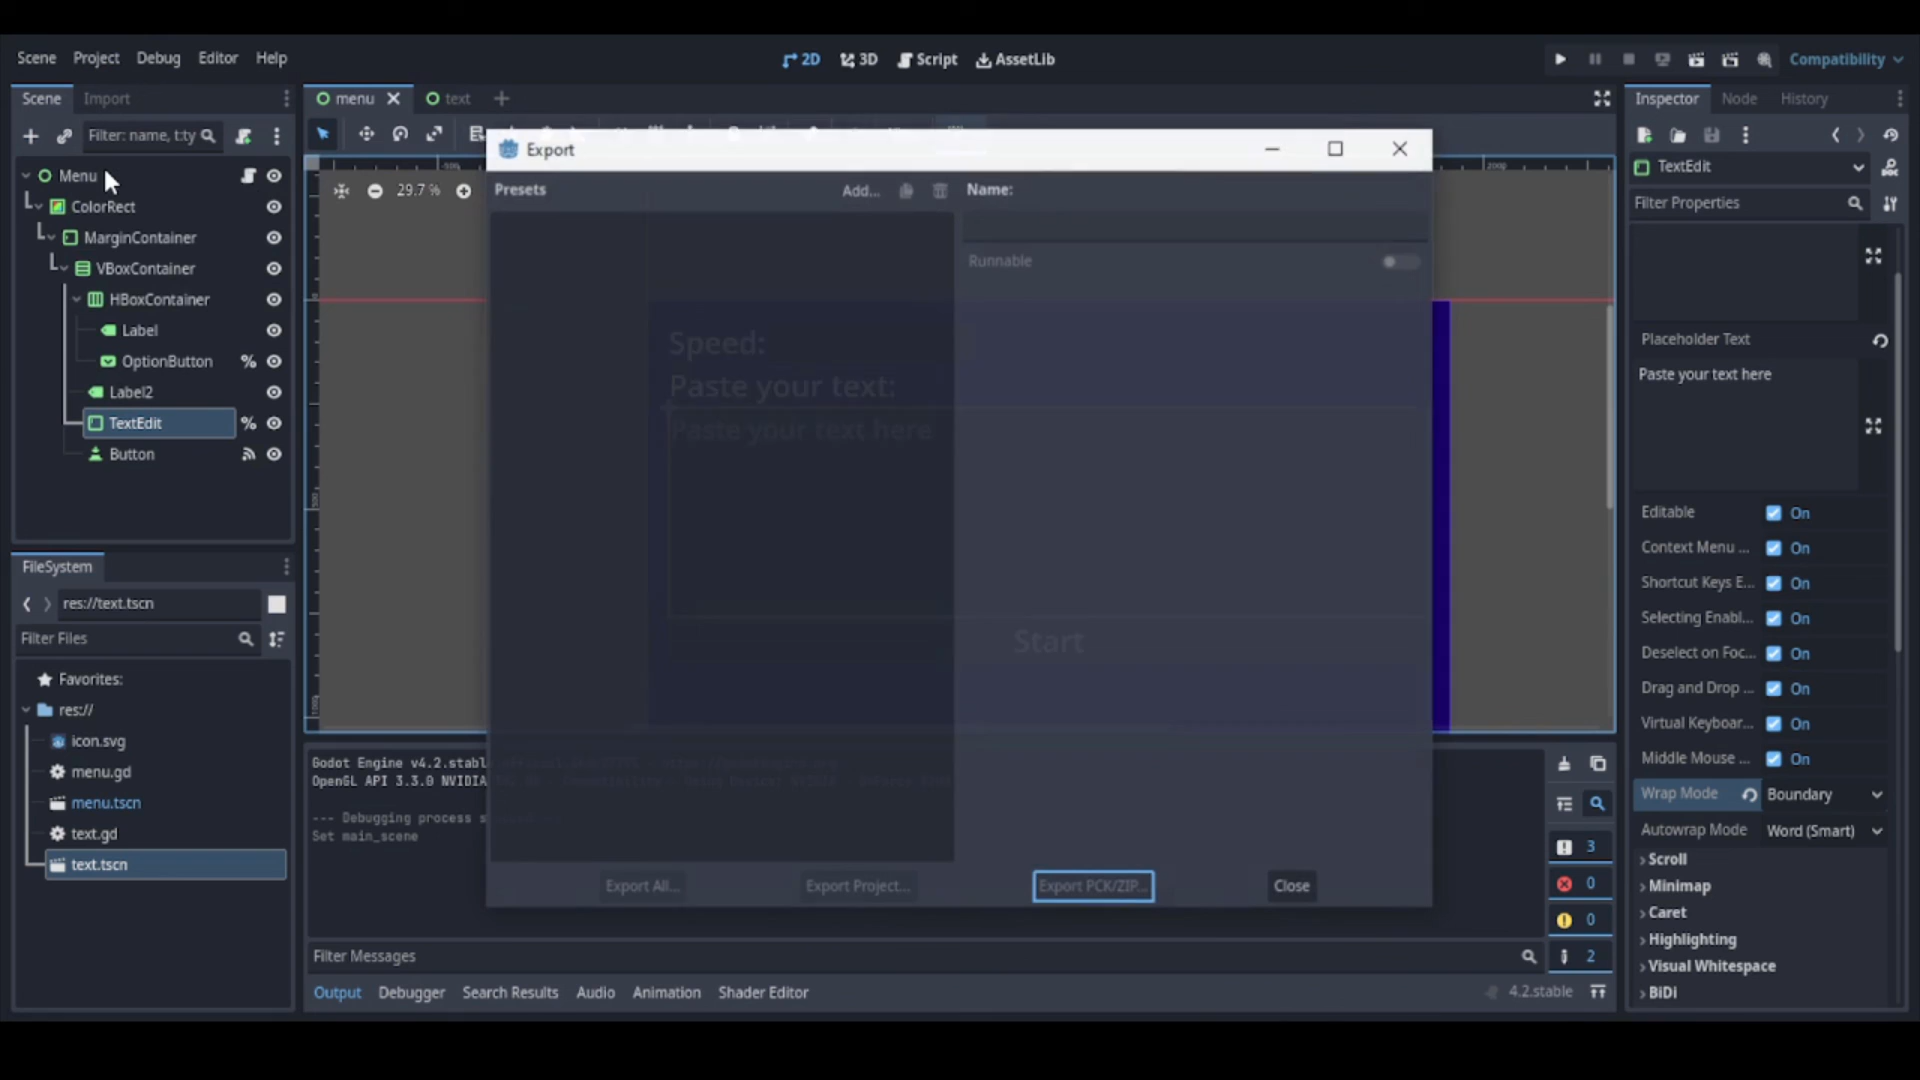 Scene Project Debug Editor Help
2D 3D Script AssetLib
Compatibility
Scene Import
menu text
Inspector Node History
Filter: name, t:ty
Menu
ColorRect
MarginContainer
VBoxContainer
HBoxContainer
Label
OptionButton %
Label2
TextEdit %
Button
29.7 %
Export
Presets Add... Name:
Runnable
Speed:
Paste your text:
Paste your text here
Start
Export All... Export Project... Export PCK/ZIP... Close
FileSystem
res://text.tscn
Filter Files
Favorites:
res://
icon.svg
menu.gd
menu.tscn
text.gd
text.tscn
Godot Engine v4.2.stabl
OpenGL API 3.3.0 NVIDIA
--- Debugging process s
Set main_scene
3
0
0
2
Filter Messages
Output Debugger Search Results Audio Animation Shader Editor
4.2.stable
TextEdit
Filter Properties
Placeholder Text
Paste your text here
Editable On
Context Menu ... On
Shortcut Keys E... On
Selecting Enabl... On
Deselect on Foc... On
Drag and Drop ... On
Virtual Keyboar... On
Middle Mouse ... On
Wrap Mode Boundary
Autowrap Mode Word (Smart)
Scroll
Minimap
Caret
Highlighting
Visual Whitespace
BiDi